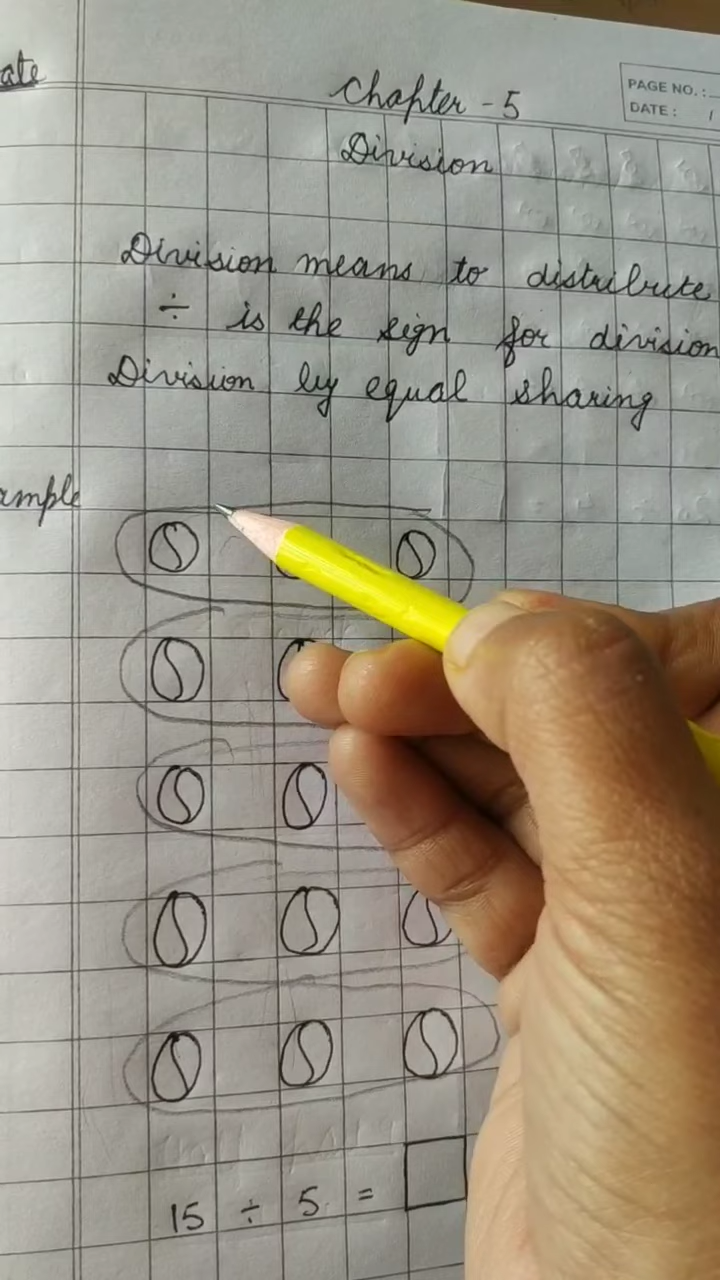 ate
Chapter - 5
PAGE NO. :
DATE : /
Division
Division means to distribute
÷ is the sign for division
Division by equal sharing
ample
15 ÷ 5 =